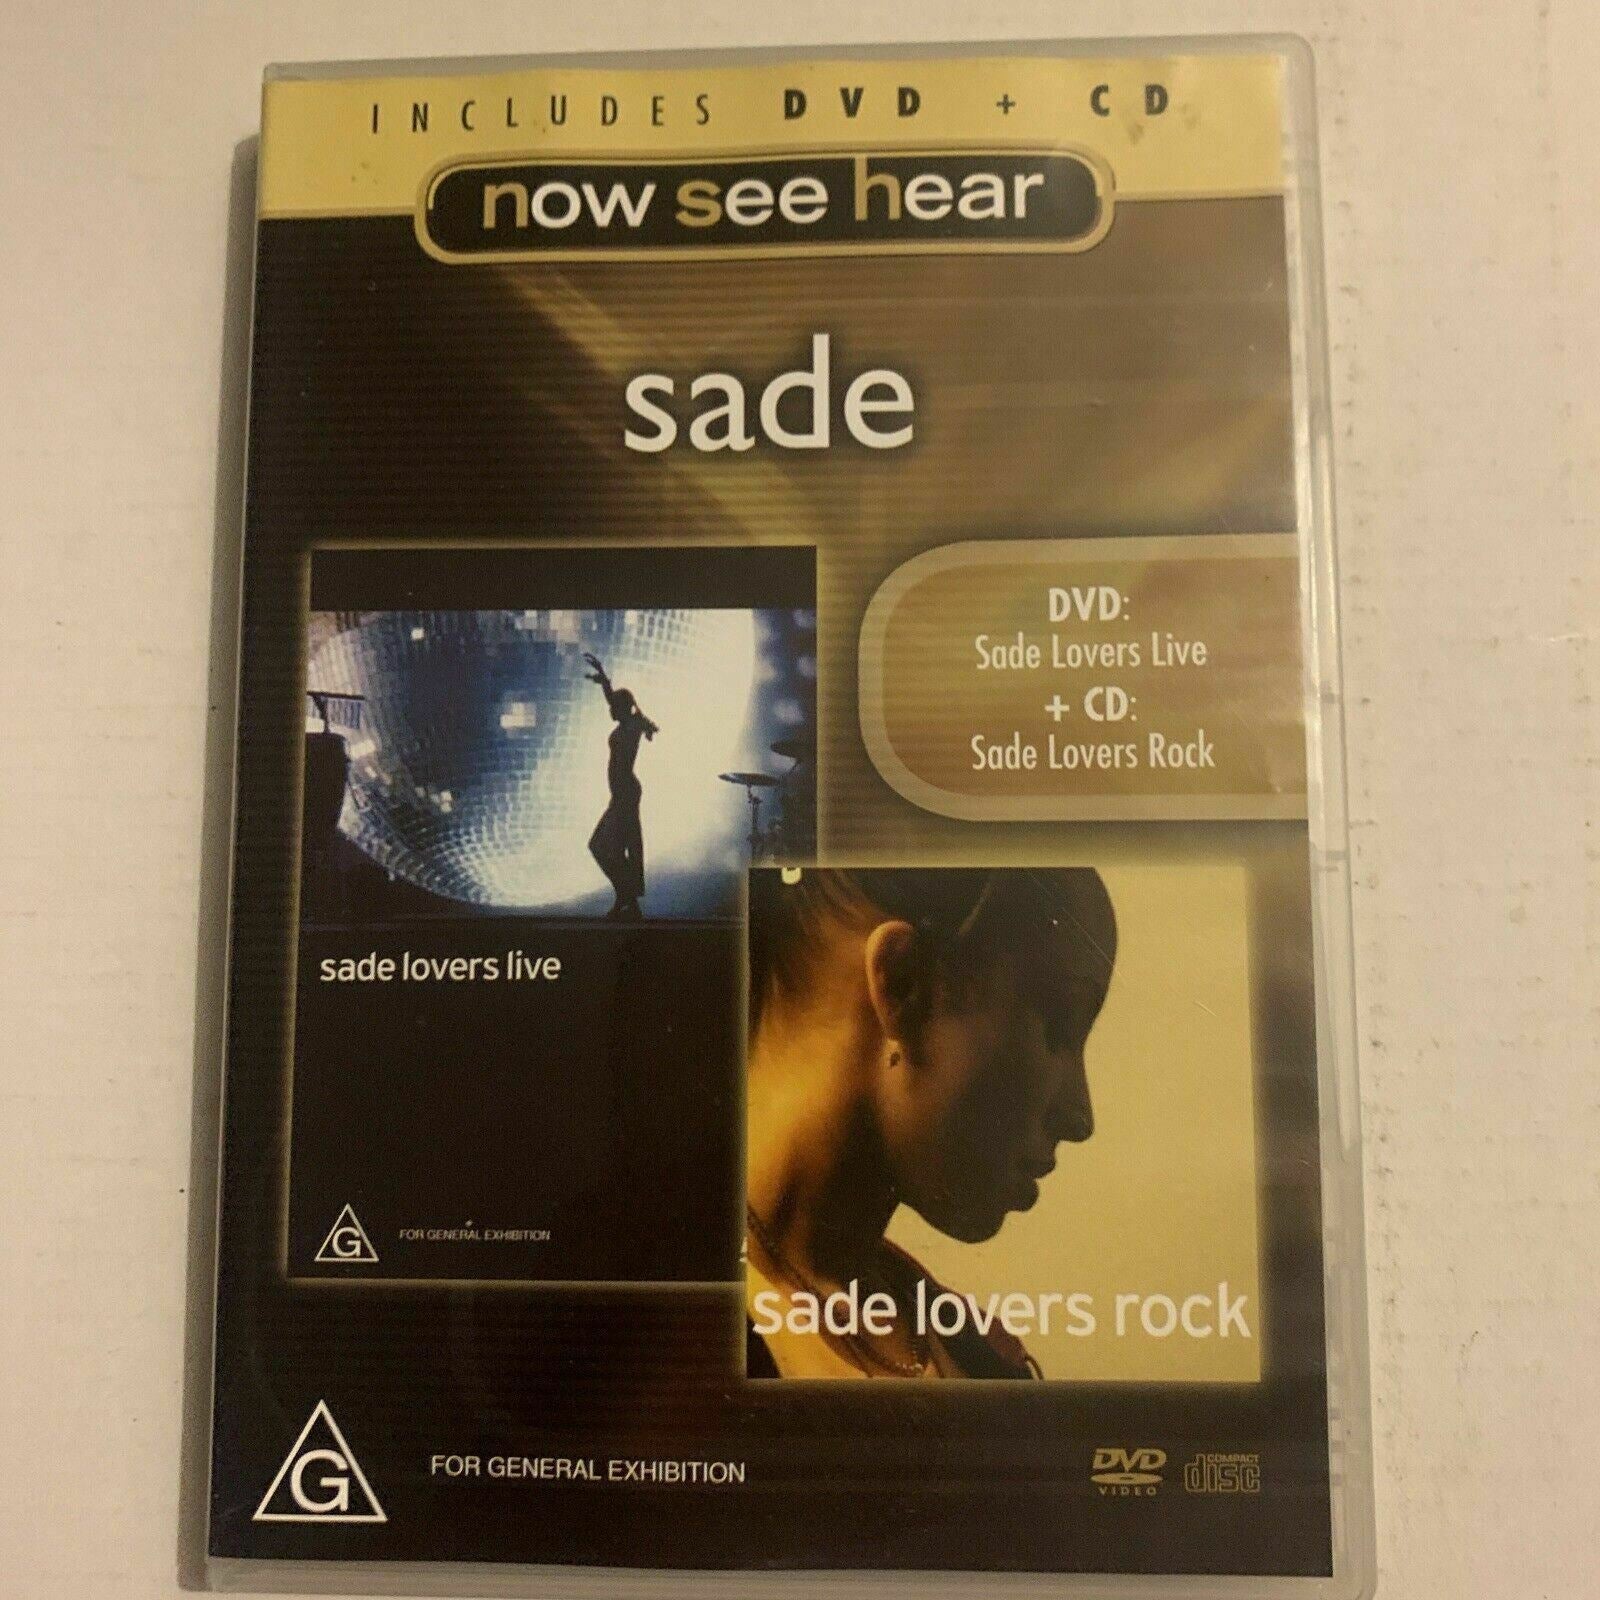 INCLUDES DVD + CD
now see hear
sade
DVD:
Sade Lovers Live
+ CD:
Sade Lovers Rock
sade lovers live
G FOR GENERAL EXHIBITION
sade lovers rock
G FOR GENERAL EXHIBITION
DVD VIDEO
COMPACT disc